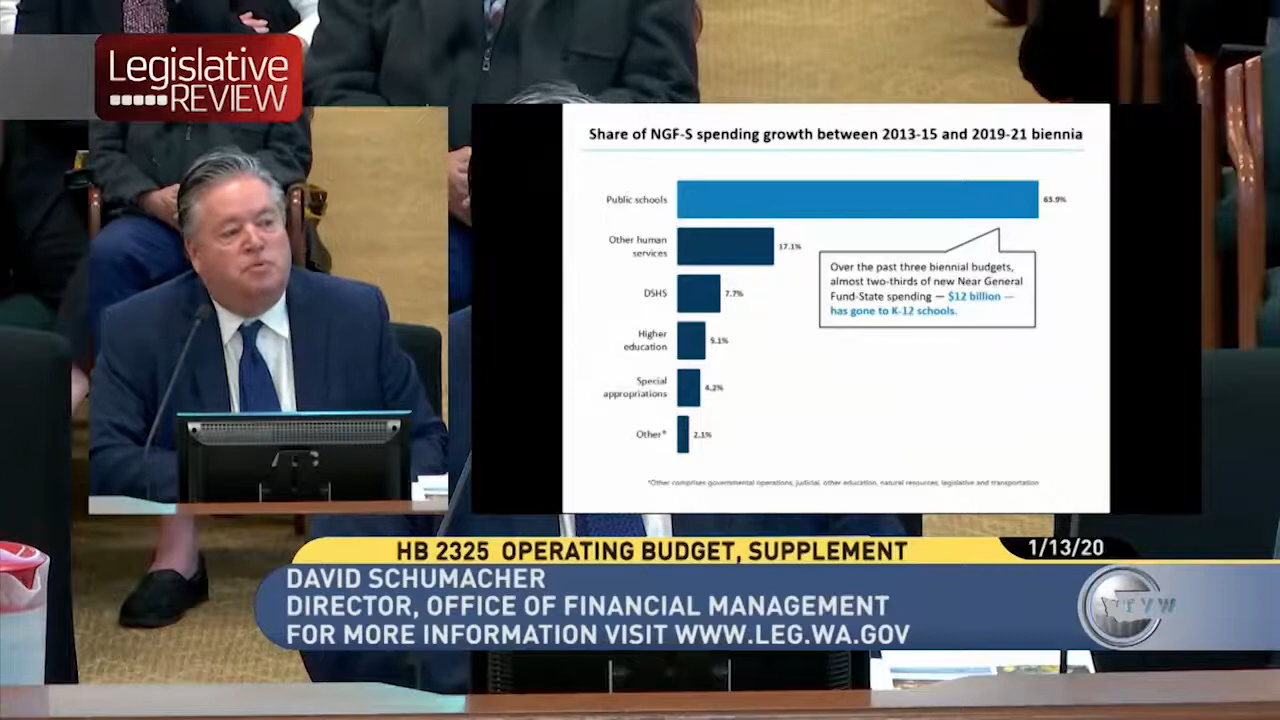 Legislative
REVIEW
Share of NGF-S spending growth between 2013-15 and 2019-21 biennia
Public schools
63.9%
Other human
services
17.1%
DSHS
7.7%
Higher
education
5.1%
Special
appropriations
4.2%
Other*
2.1%
Over the past three biennial budgets,
almost two-thirds of new Near General
Fund-State spending — $12 billion —
has gone to K-12 schools.
*Other comprises governmental operations, judicial, other education, natural resources, legislative and transportation
HB 2325 OPERATING BUDGET, SUPPLEMENT
1/13/20
DAVID SCHUMACHER
DIRECTOR, OFFICE OF FINANCIAL MANAGEMENT
FOR MORE INFORMATION VISIT WWW.LEG.WA.GOV
TVW